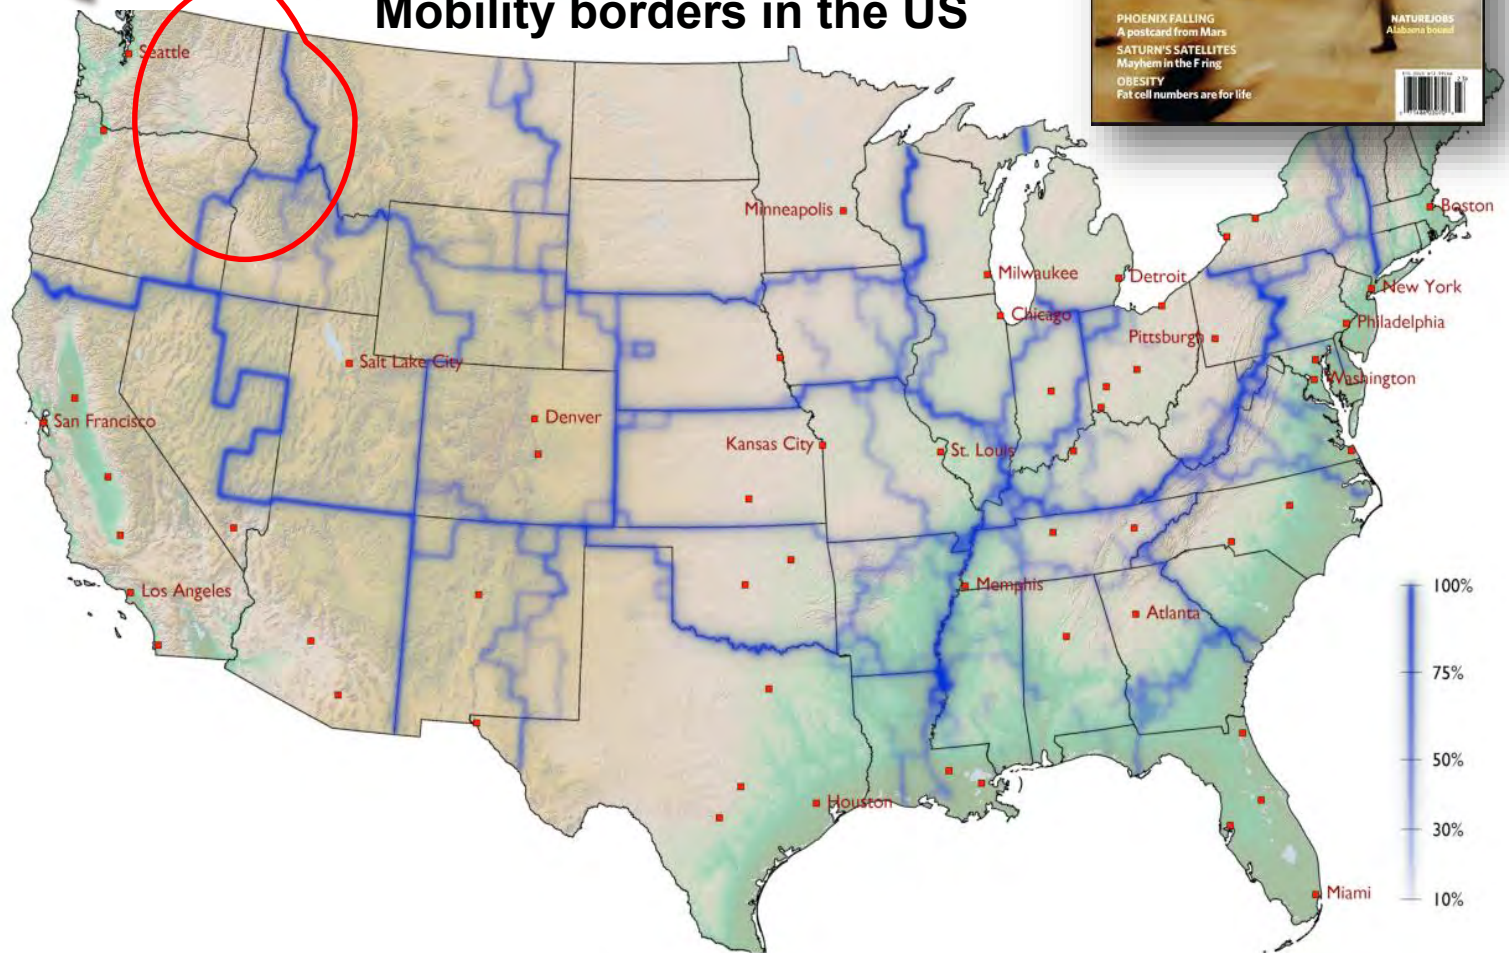 Mobility borders in the US
PHOENIX FALLING
A postcard from Mars
SATURN'S SATELLITES
Mayhem in the F ring
OBESITY
Fat cell numbers are for life
NATUREJOBS
Alabama bound
Seattle
Minneapolis
Boston
Milwaukee
Detroit
New York
Chicago
Philadelphia
Pittsburgh
Salt Lake City
Washington
Denver
San Francisco
Kansas City
St. Louis
Los Angeles
Memphis
Atlanta
Houston
Miami
100%
75%
50%
30%
10%